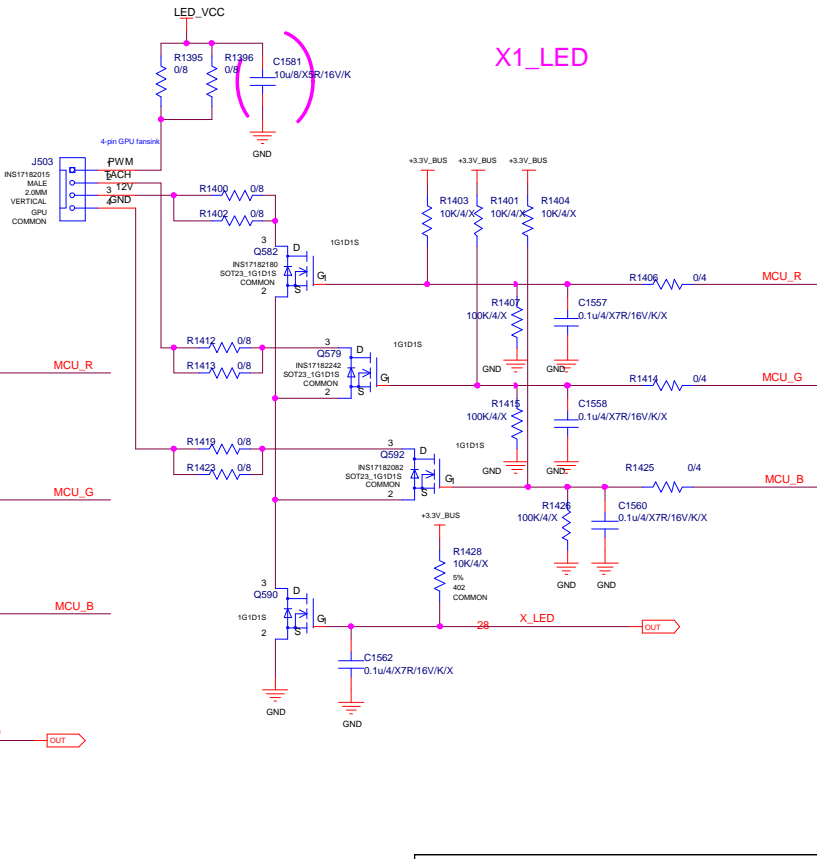 LED_VCC
X1_LED
R1395
0/8
R1396
0/8
C1581
10u/8/X5R/16V/K
GND
4-pin GPU fansink
J503
INS17182015
MALE
2.0MM
VERTICAL
GPU
COMMON
1
PWM
2
TACH
3
12V
4
GND
+3.3V_BUS
+3.3V_BUS
+3.3V_BUS
R1400
0/8
R1402
0/8
R1403
10K/4/X
R1401
10K/4/X
R1404
10K/4/X
3
D
1G1D1S
Q582
INS17182180
SOT23_1G1D1S
COMMON
2
S
G
1
R1406
0/4
MCU_R
R1407
100K/4/X
C1557
0.1u/4/X7R/16V/K/X
GND
GND
R1412
0/8
R1413
0/8
3
D
1G1D1S
Q579
INS17182242
SOT23_1G1D1S
COMMON
2
S
G
1
MCU_R
R1414
0/4
MCU_G
R1415
100K/4/X
C1558
0.1u/4/X7R/16V/K/X
GND
GND
R1419
0/8
R1423
0/8
3
D
1G1D1S
Q592
INS17182082
SOT23_1G1D1S
COMMON
2
S
G
1
R1425
0/4
MCU_B
MCU_G
R1426
100K/4/X
C1560
0.1u/4/X7R/16V/K/X
GND
GND
+3.3V_BUS
R1428
10K/4/X
5%
402
COMMON
3
D
Q590
1G1D1S
2
S
G
1
MCU_B
28
X_LED
OUT
C1562
0.1u/4/X7R/16V/K/X
GND
GND
OUT